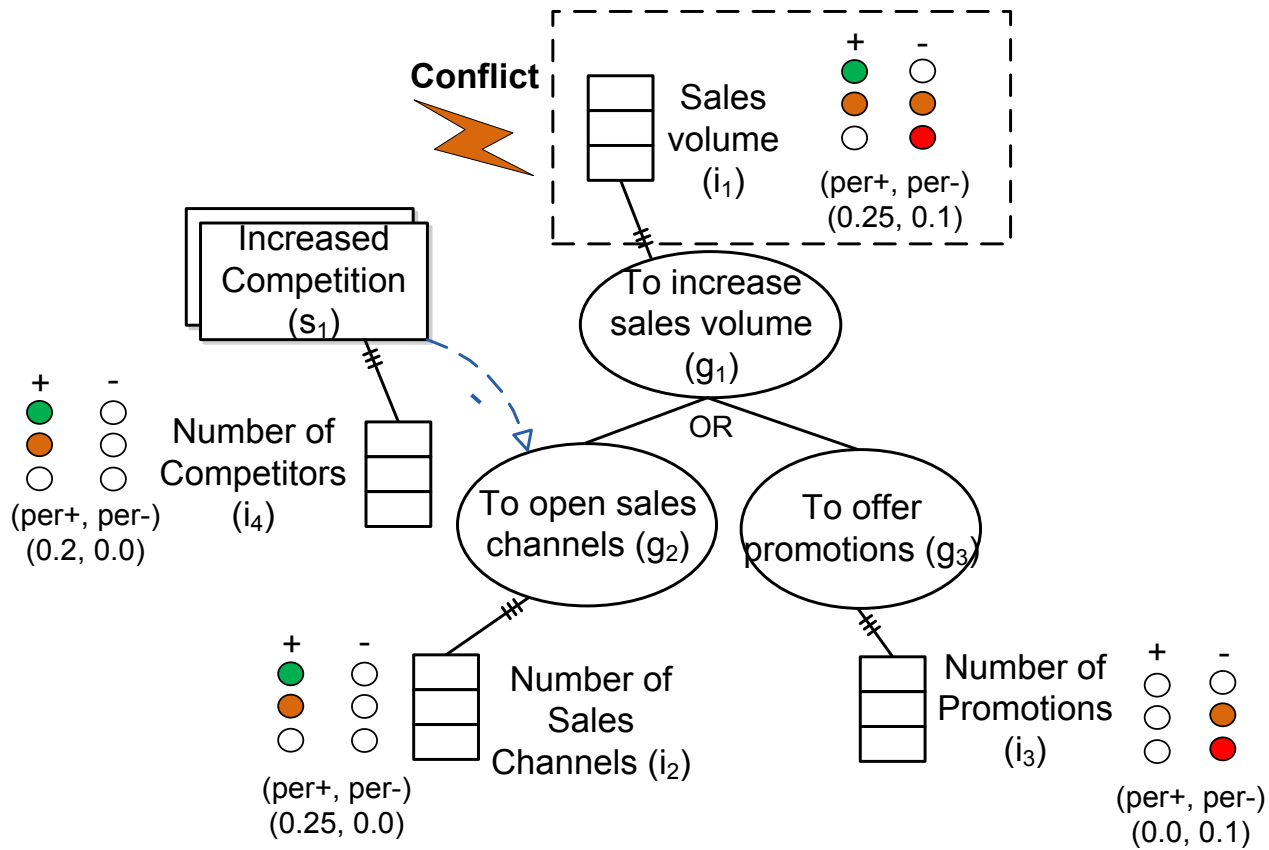 + -
Conflict
Sales
volume
(i₁)
(per+, per-)
(0.25, 0.1)
Increased
Competition
(s₁)
To increase
sales volume
(g₁)
OR
+ -
Number of
Competitors
(i₄)
(per+, per-)
(0.2, 0.0)
To open sales
channels (g₂)
To offer
promotions (g₃)
+ -
Number of
Sales
Channels (i₂)
(per+, per-)
(0.25, 0.0)
Number of
Promotions
(i₃)
+ -
(per+, per-)
(0.0, 0.1)